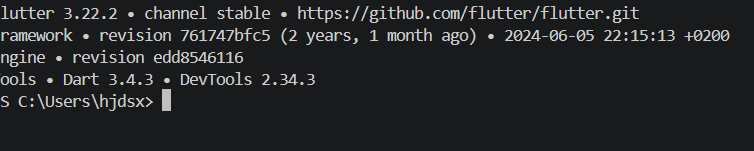 lutter 3.22.2 • channel stable • https://github.com/flutter/flutter.git
ramework • revision 761747bfc5 (2 years, 1 month ago) • 2024-06-05 22:15:13 +0200
ngine • revision edd8546116
ools • Dart 3.4.3 • DevTools 2.34.3
S C:\Users\hjdsx>